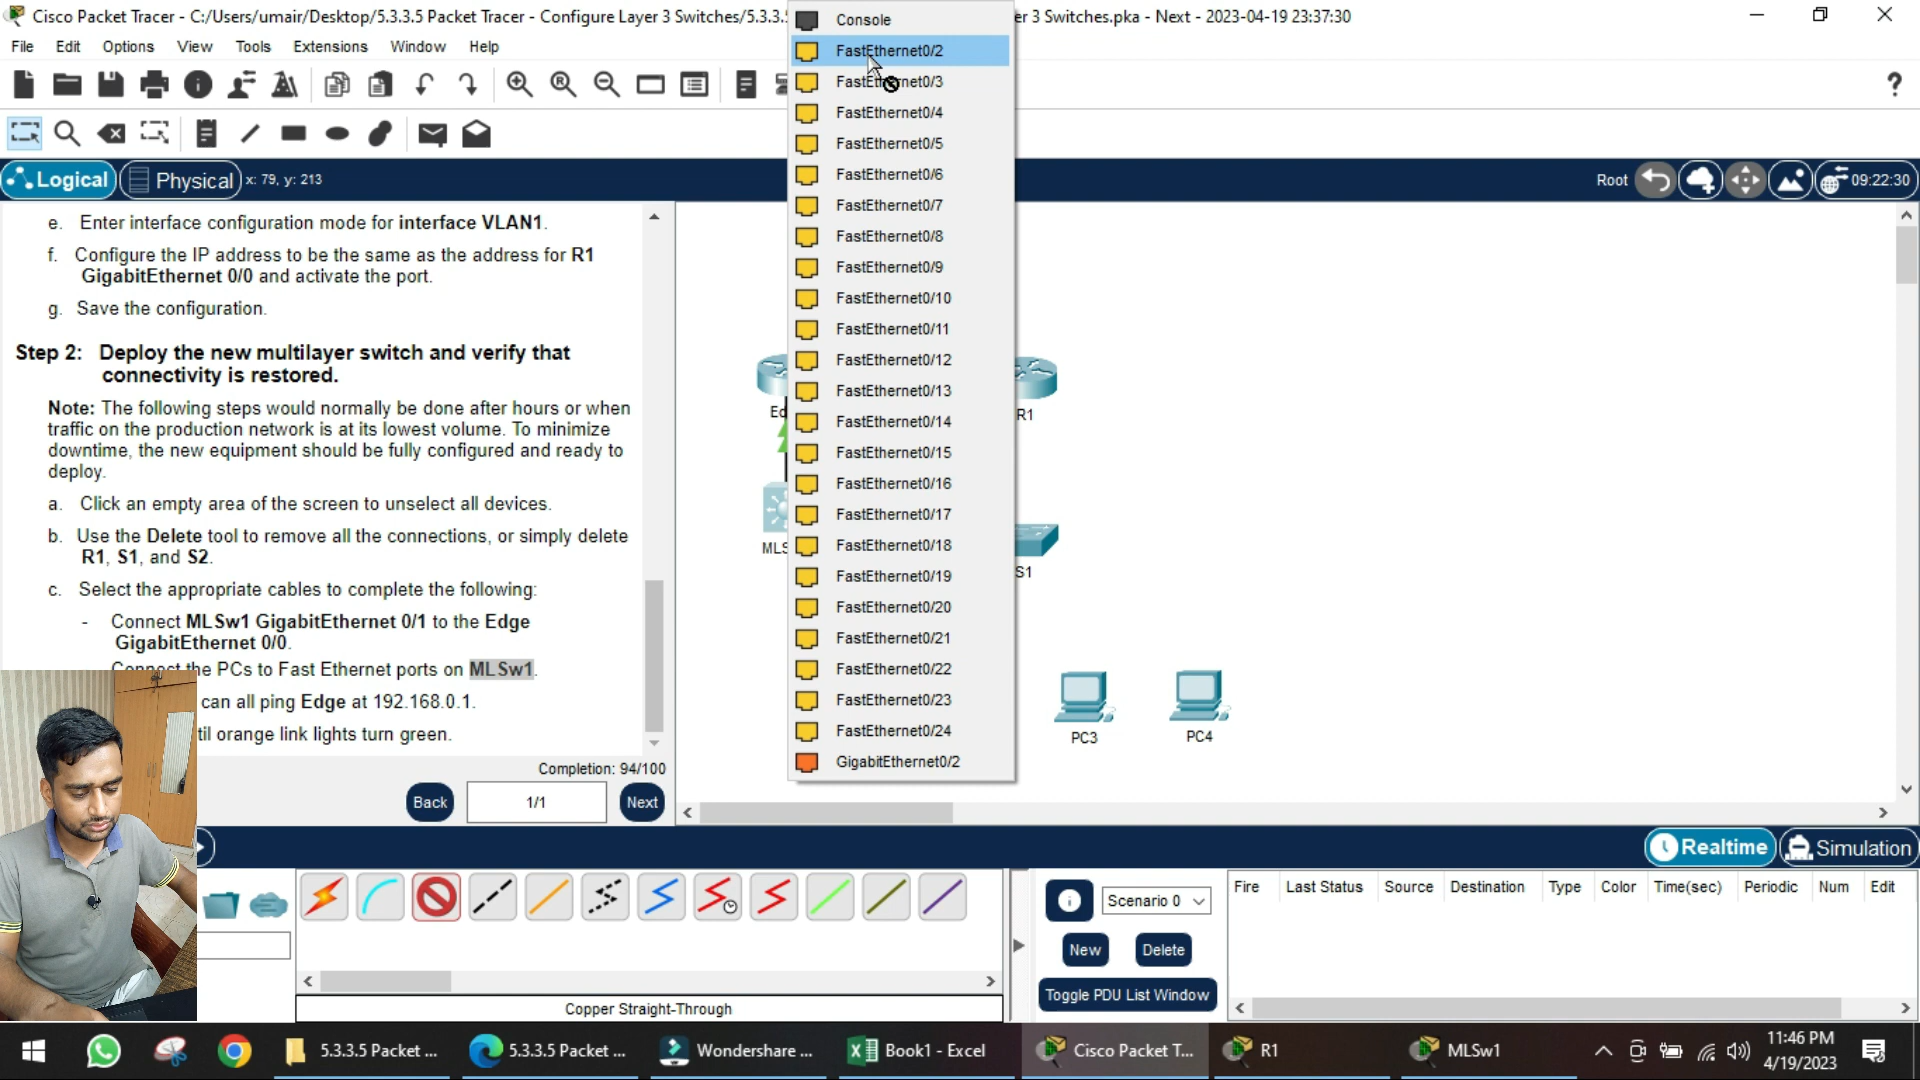 Cisco Packet Tracer - C:/Users/umair/Desktop/5.3.3.5 Packet Tracer - Configure Layer 3 Switches/5.3.3.
er 3 Switches.pka - Next - 2023-04-19 23:37:30
File Edit Options View Tools Extensions Window Help
Logical Physical x: 79, y: 213
Root 09:22:30
e. Enter interface configuration mode for interface VLAN1.
f. Configure the IP address to be the same as the address for R1
GigabitEthernet 0/0 and activate the port.
g. Save the configuration.
Step 2: Deploy the new multilayer switch and verify that
connectivity is restored.
Note: The following steps would normally be done after hours or when
traffic on the production network is at its lowest volume. To minimize
downtime, the new equipment should be fully configured and ready to
deploy.
a. Click an empty area of the screen to unselect all devices.
b. Use the Delete tool to remove all the connections, or simply delete
R1, S1, and S2.
c. Select the appropriate cables to complete the following:
- Connect MLSw1 GigabitEthernet 0/1 to the Edge
GigabitEthernet 0/0.
Connect the PCs to Fast Ethernet ports on MLSw1.
can all ping Edge at 192.168.0.1.
til orange link lights turn green.
Completion: 94/100
Back 1/1 Next
Console
FastEthernet0/2
FastEthernet0/3
FastEthernet0/4
FastEthernet0/5
FastEthernet0/6
FastEthernet0/7
FastEthernet0/8
FastEthernet0/9
FastEthernet0/10
FastEthernet0/11
FastEthernet0/12
FastEthernet0/13
FastEthernet0/14
FastEthernet0/15
FastEthernet0/16
FastEthernet0/17
FastEthernet0/18
FastEthernet0/19
FastEthernet0/20
FastEthernet0/21
FastEthernet0/22
FastEthernet0/23
FastEthernet0/24
GigabitEthernet0/2
Ed
R1
MLS
S1
PC3
PC4
Realtime Simulation
Scenario 0
New Delete
Toggle PDU List Window
Fire Last Status Source Destination Type Color Time(sec) Periodic Num Edit
Copper Straight-Through
5.3.3.5 Packet ...
5.3.3.5 Packet ...
Wondershare ...
Book1 - Excel
Cisco Packet T...
R1
MLSw1
11:46 PM
4/19/2023